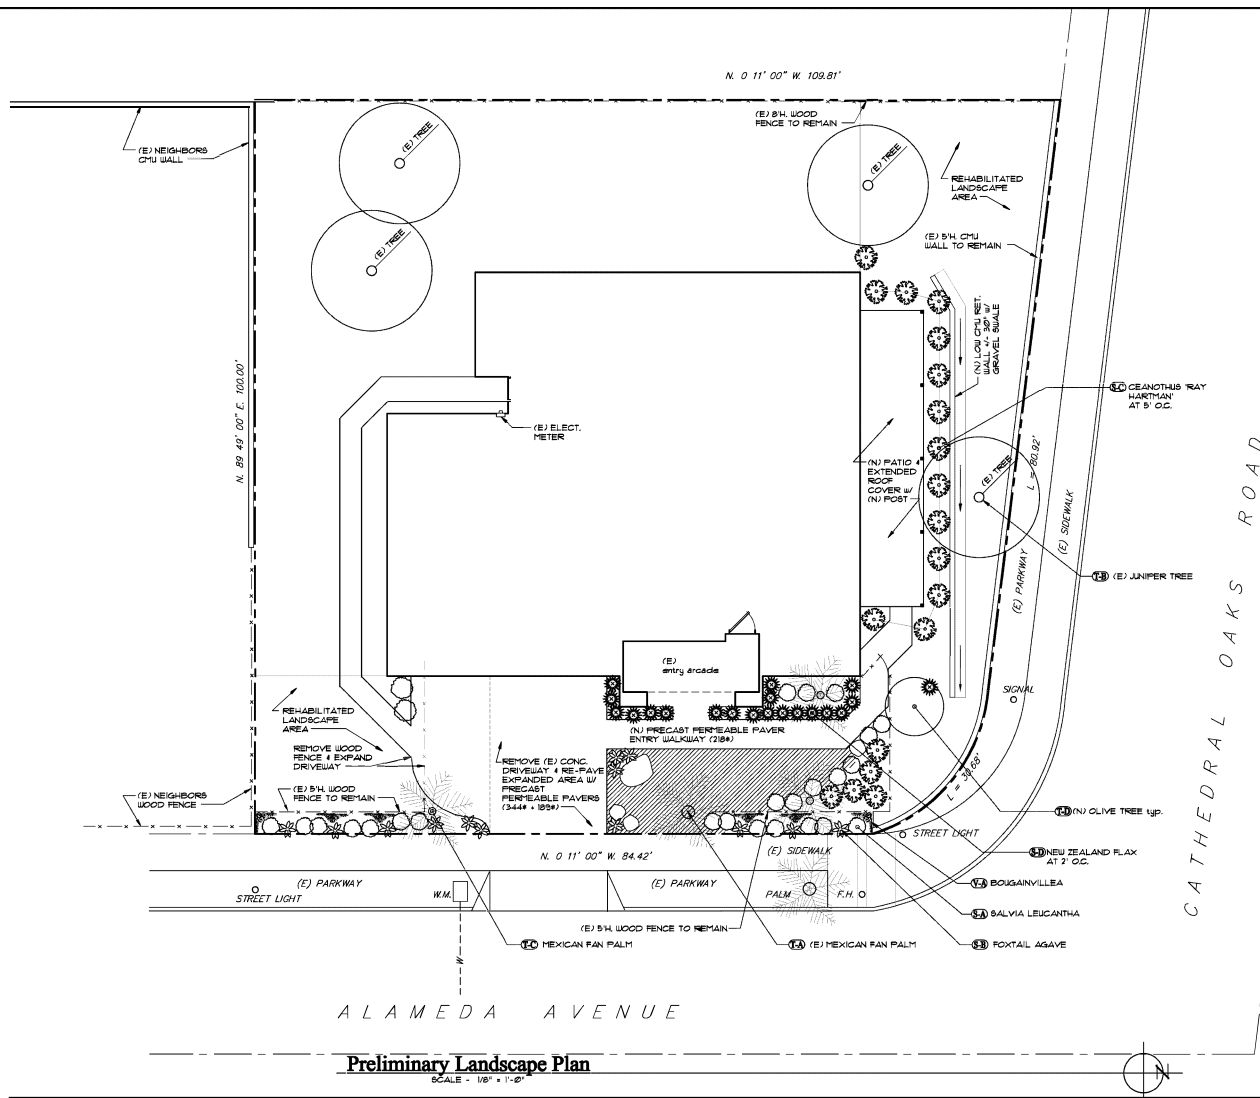 N. 0 11' 00" W. 109.81'
(E) 8'H. WOOD
FENCE TO REMAIN
(E) TREE
(E) TREE
(E) NEIGHBORS
CMU WALL
REHABILITATED
LANDSCAPE
AREA
(E) TREE
(E) 5'H. CMU
WALL TO REMAIN
(N) LOW CMU RET.
WALL +/- 30" W/
GRAVEL SWALE
N. 89 49' 00" E. 100.00'
S-C CEANOTHUS 'RAY
HARTMAN'
AT 5' O.C.
(E) ELECT.
METER
(N) PATIO &
EXTENDED
ROOF
COVER W/
(N) POST
(E) TREE
L = 80.92'
(E) SIDEWALK
(E) PARKWAY
T-B (E) JUNIPER TREE
CATHEDRAL OAKS ROAD
(E)
entry arcade
SIGNAL
REHABILITATED
LANDSCAPE
AREA
(N) PRECAST PERMEABLE PAVER
ENTRY WALKWAY (218#)
REMOVE WOOD
FENCE & EXPAND
DRIVEWAY
REMOVE (E) CONC.
DRIVEWAY & RE-PAVE
EXPANDED AREA W/
PRECAST
PERMEABLE PAVERS
(344# + 189#)
(E) 5'H. WOOD
FENCE TO REMAIN
(E) NEIGHBORS
WOOD FENCE
T-D (N) OLIVE TREE typ.
STREET LIGHT
N. 0 11' 00" W. 84.42'
(E) SIDEWALK
S-D NEW ZEALAND FLAX
AT 2' O.C.
(E) PARKWAY
STREET LIGHT
W.M.
(E) PARKWAY
PALM
F.H.
V-A BOUGAINVILLEA
S-A SALVIA LEUCANTHA
(E) 5'H. WOOD FENCE TO REMAIN
T-C MEXICAN FAN PALM
T-A (E) MEXICAN FAN PALM
S-B FOXTAIL AGAVE
W
ALAMEDA AVENUE
Preliminary Landscape Plan
SCALE - 1/8" = 1'-0"
N